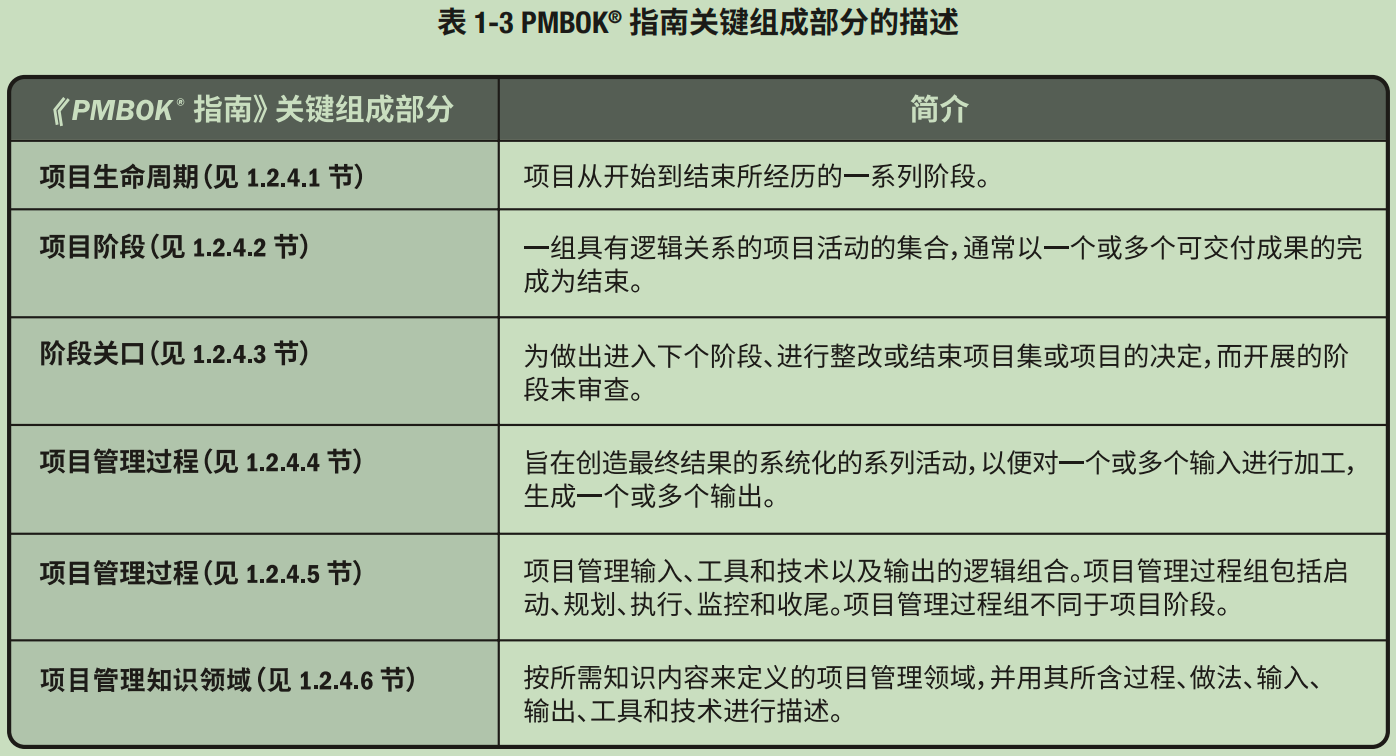 表 1-3 PMBOK® 指南关键组成部分的描述
《PMBOK® 指南》关键组成部分
简介
项目生命周期(见 1.2.4.1 节)
项目从开始到结束所经历的一系列阶段。
项目阶段(见 1.2.4.2 节)
一组具有逻辑关系的项目活动的集合,通常以一个或多个可交付成果的完
成为结束。
阶段关口(见 1.2.4.3 节)
为做出进入下个阶段、进行整改或结束项目集或项目的决定,而开展的阶
段末审查。
项目管理过程(见 1.2.4.4 节)
旨在创造最终结果的系统化的系列活动,以便对一个或多个输入进行加工,
生成一个或多个输出。
项目管理过程(见 1.2.4.5 节)
项目管理输入、工具和技术以及输出的逻辑组合。项目管理过程组包括启
动、规划、执行、监控和收尾。项目管理过程组不同于项目阶段。
项目管理知识领域(见 1.2.4.6 节)
按所需知识内容来定义的项目管理领域,并用其所含过程、做法、输入、
输出、工具和技术进行描述。